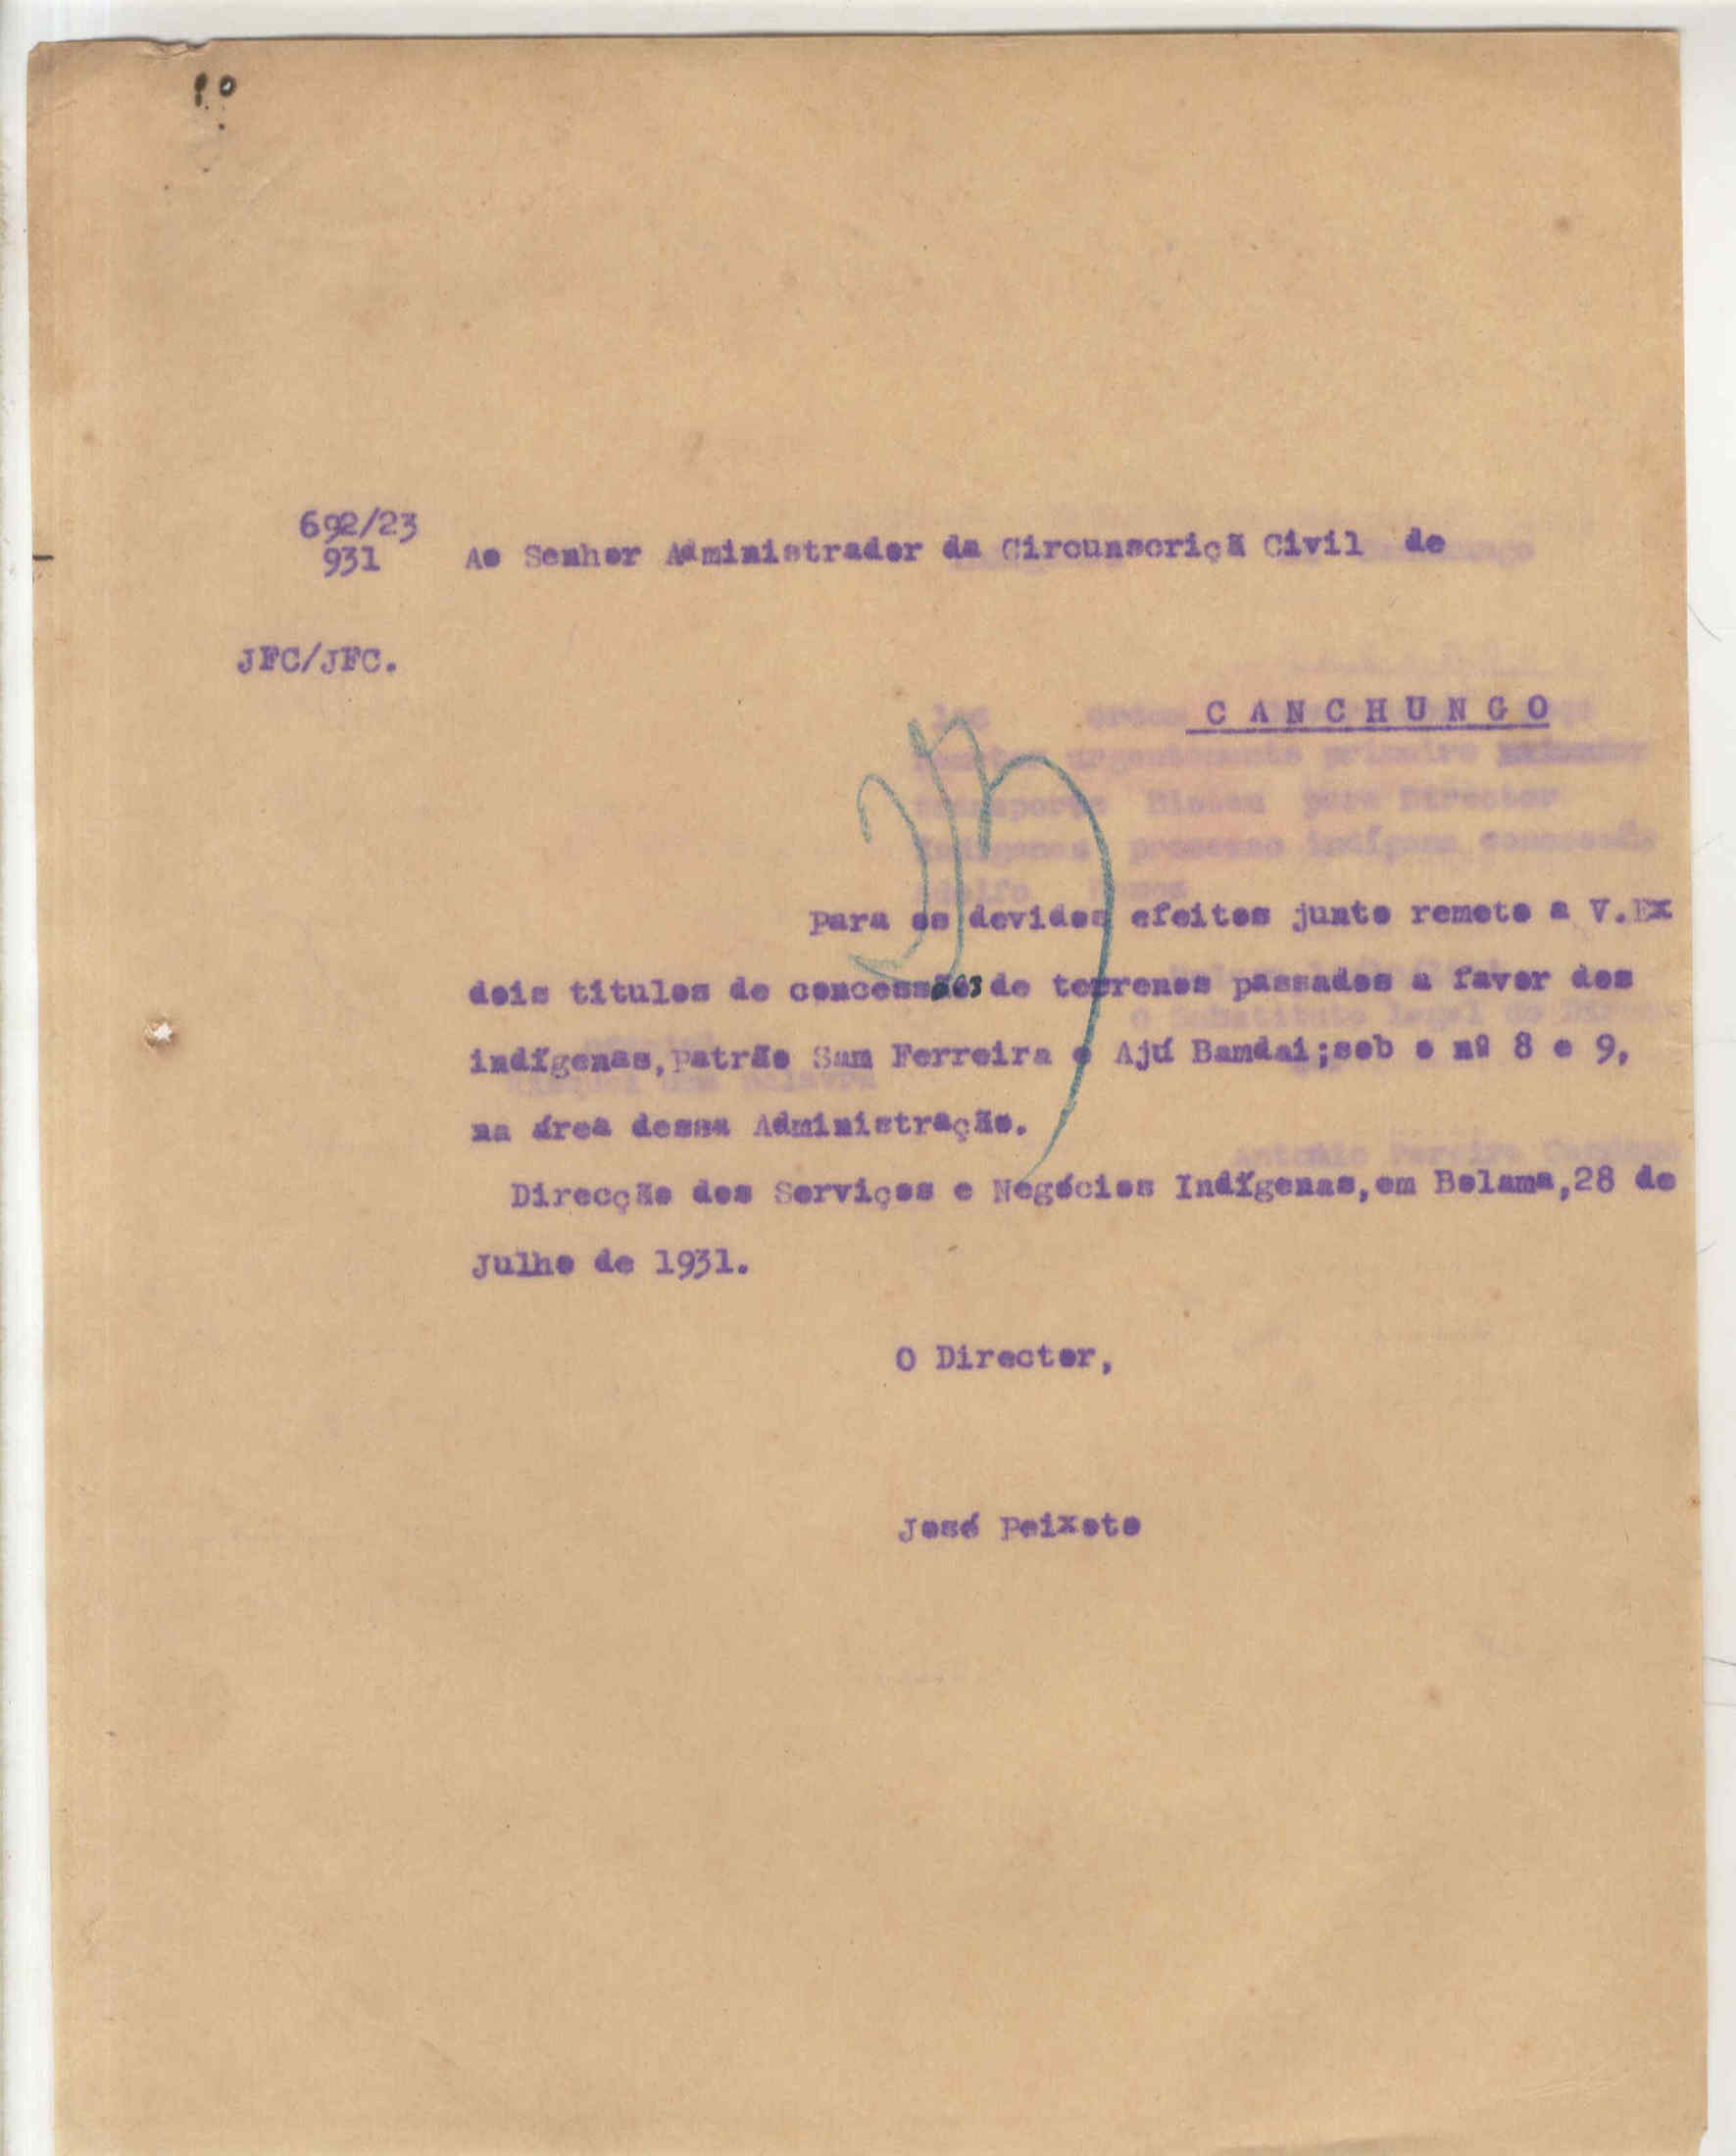 692/23
931
Ao Senhor Administrador da Circunscriçã Civil de
JFC/JFC.
CANCHUNGO
Para os devidos efeitos junto remeto a V.Ex
dois titulos de concessões de terrenos passados a favor dos
indígenas,Patrão Sam Ferreira e Ajú Bamdai;sob o nº 8 e 9,
na área dessa Administração.
Direcção dos Serviços e Negócios Indígenas,em Bolama,28 de
Julho de 1931.
O Director,
José Peixoto